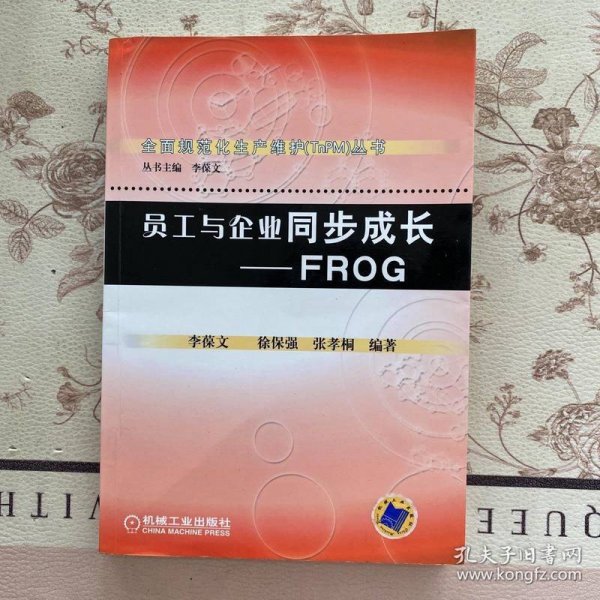 全面规范化生产维护(TnPM)丛书
丛书主编 李葆文
员工与企业同步成长
——FROG
李葆文 徐保强 张孝桐 编著
机械工业出版社
CHINA MACHINE PRESS
WITH
QUEE
孔夫子旧书网
www.kongfz.com